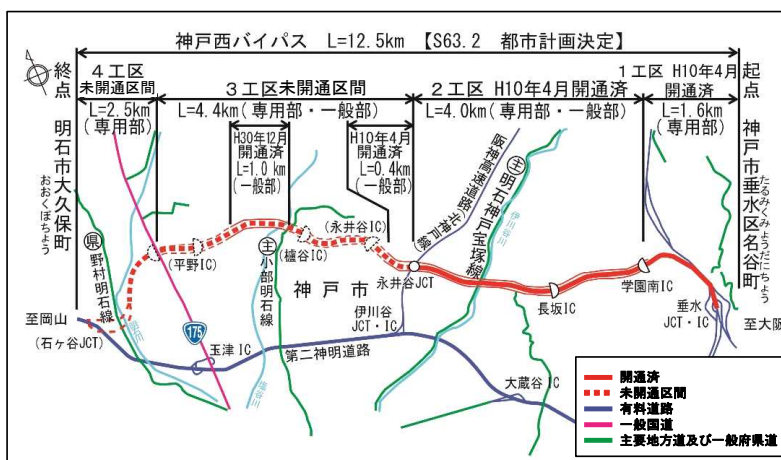 神戸西バイパス L=12.5km 【S63.2 都市計画決定】
終点
明石市大久保町
おおくぼちょう
4工区
未開通区間
L=2.5km
(専用部)
3工区未開通区間
L=4.4km(専用部・一般部)
H30年12月
開通済
L=1.0 km
(一般部)
H10年4月
開通済
L=0.4km
(一般部)
2工区 H10年4月開通済
L=4.0km(専用部・一般部)
1工区 H10年4月
開通済
L=1.6km
(専用部)
起点
神戸市垂水区名谷町
たるみくみょうだにちょう
阪神高速道路(北神戸線)
主 明石神戸宝塚線
伊川谷川
県 野村明石線
(平野IC)
主 小部明石線
(櫨谷IC)
(永井谷IC)
神戸市
永井谷JCT
伊川谷
JCT・IC
長坂IC
学園南IC
垂水
JCT・IC
至大阪
至岡山
(石ヶ谷JCT)
175
玉津 IC
第二神明道路
大蔵谷 IC
開通済
未開通区間
有料道路
一般国道
主要地方道及び一般府県道